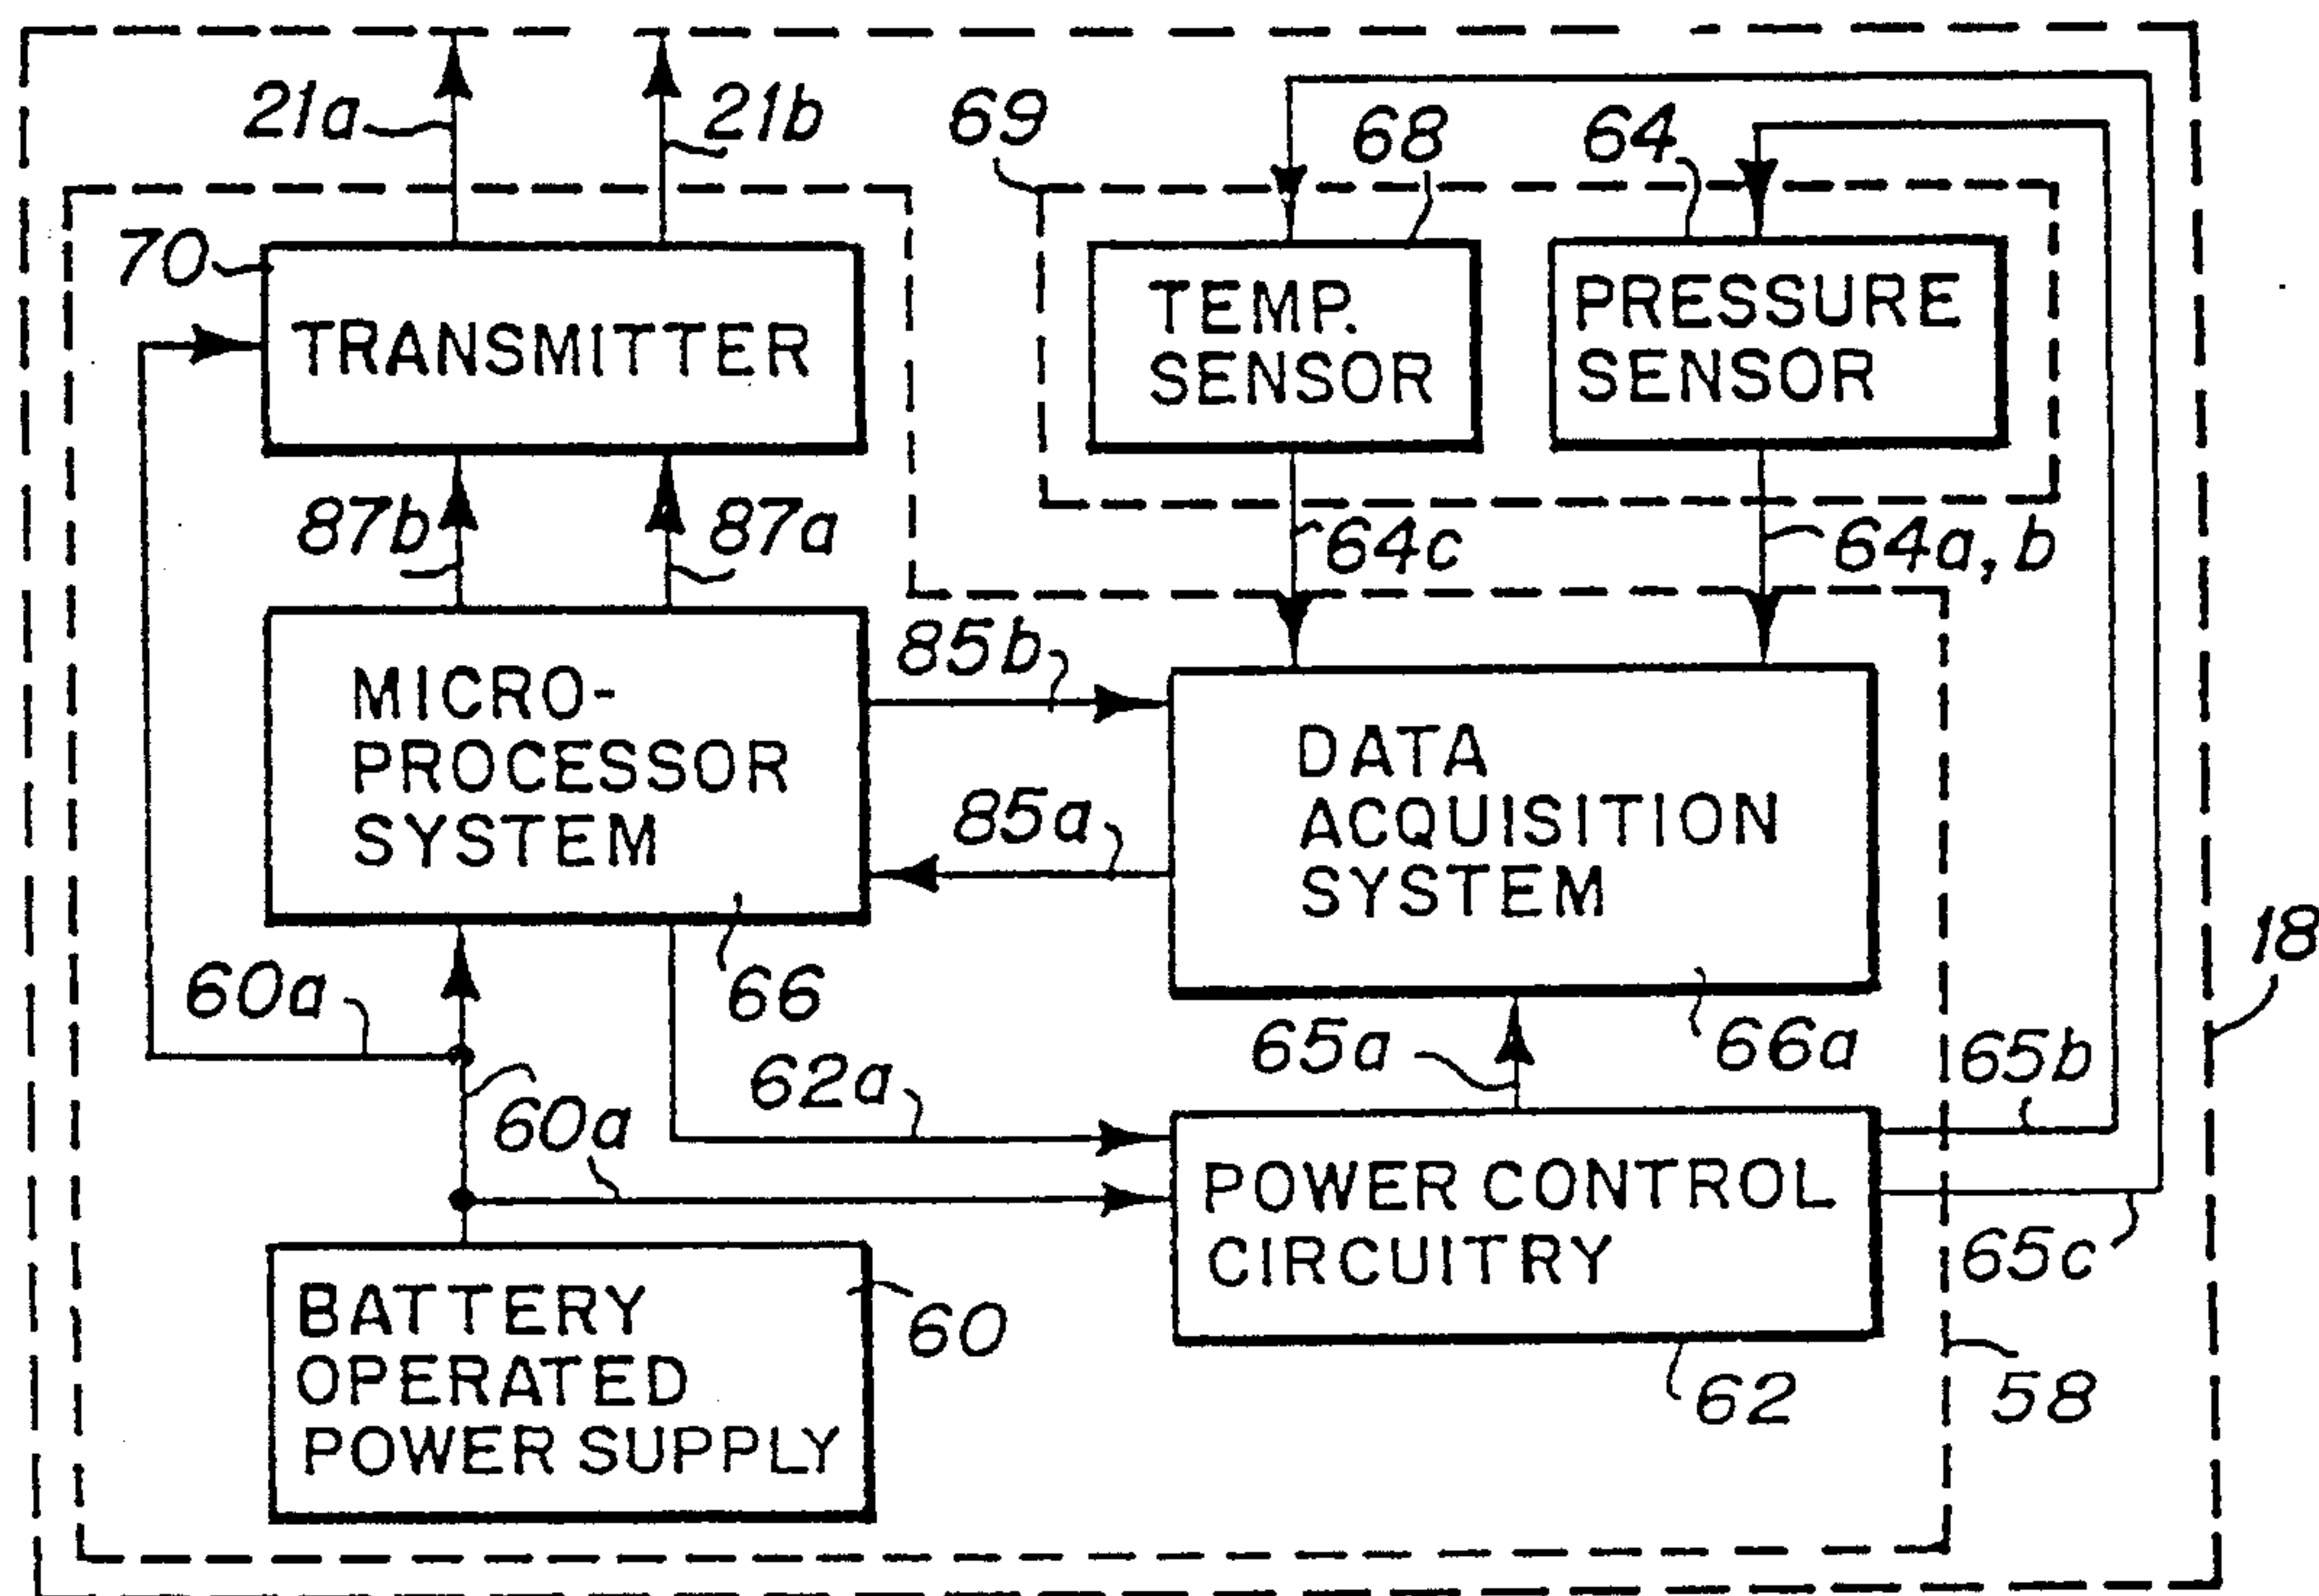 21a
21b
69
68
64
70
TRANSMITTER
TEMP.
SENSOR
PRESSURE
SENSOR
87b
87a
64c
64a, b
85b
MICRO-
PROCESSOR
SYSTEM
DATA
ACQUISITION
SYSTEM
85a
18
60a
66
65a
66a
65b
62a
60a
POWER CONTROL
CIRCUITRY
65c
BATTERY
OPERATED
POWER SUPPLY
60
62
58